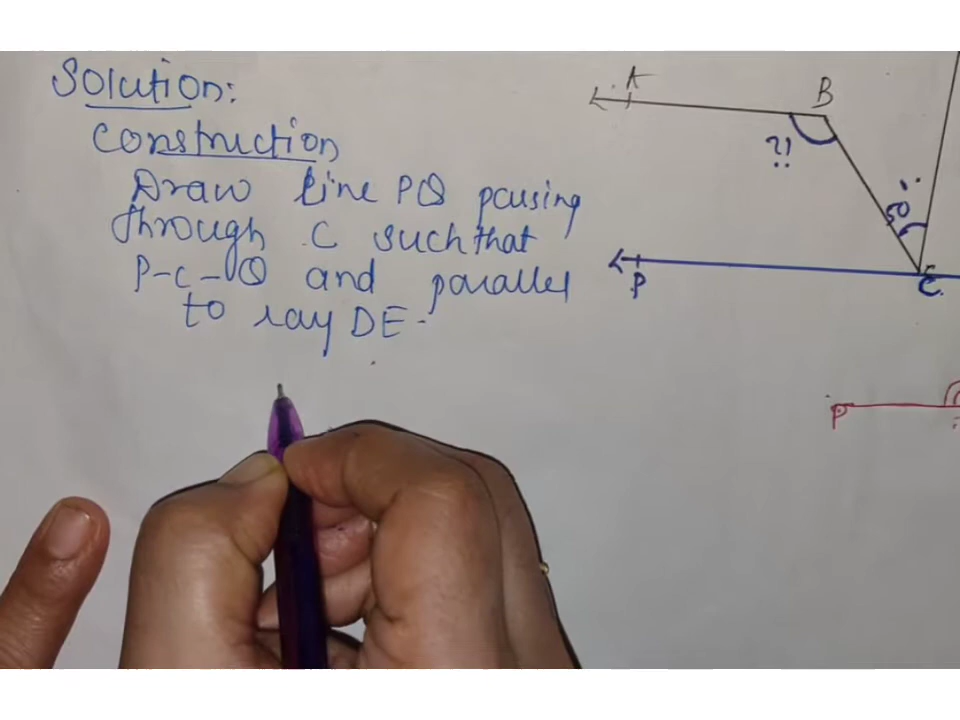 Solution:
Construction
Draw line PQ passing
through C such that
P-C-Q and parallel
to ray DE.
A
B
??
50
P
C
P